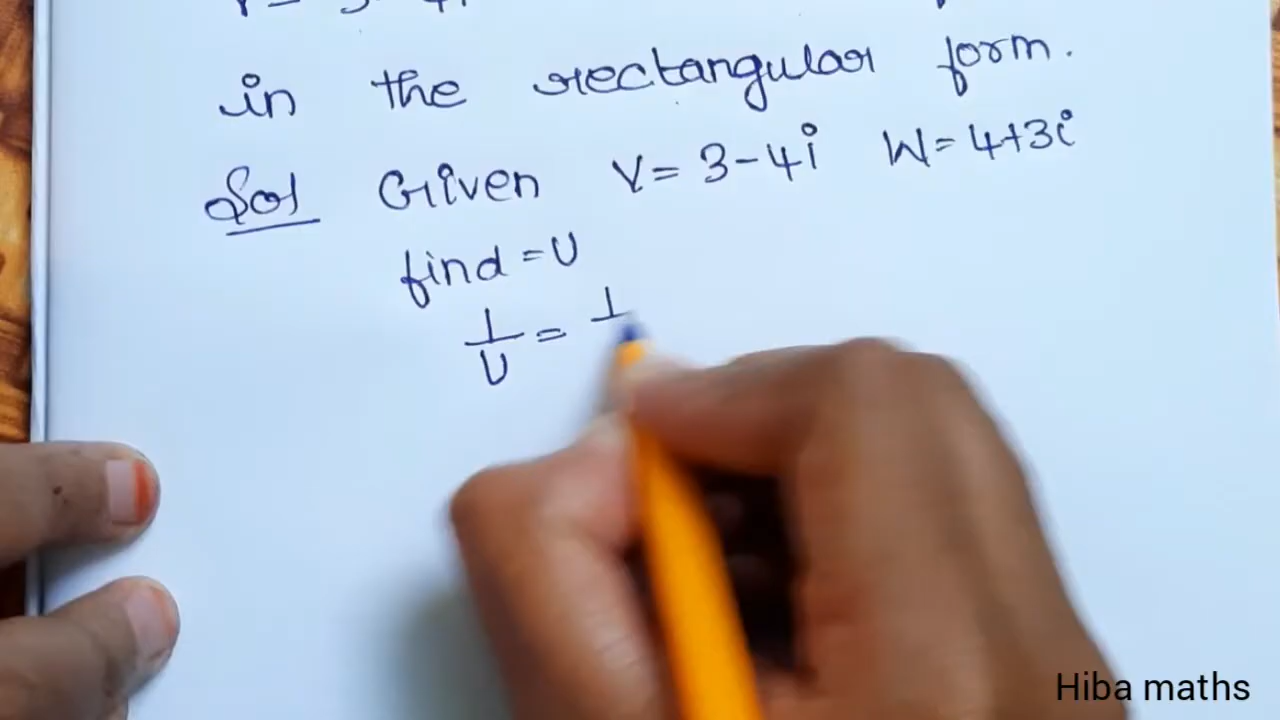 in the rectangular form.
Sol Given V= 3-4i W= 4+3i
find = U
1/U = 1
Hiba maths